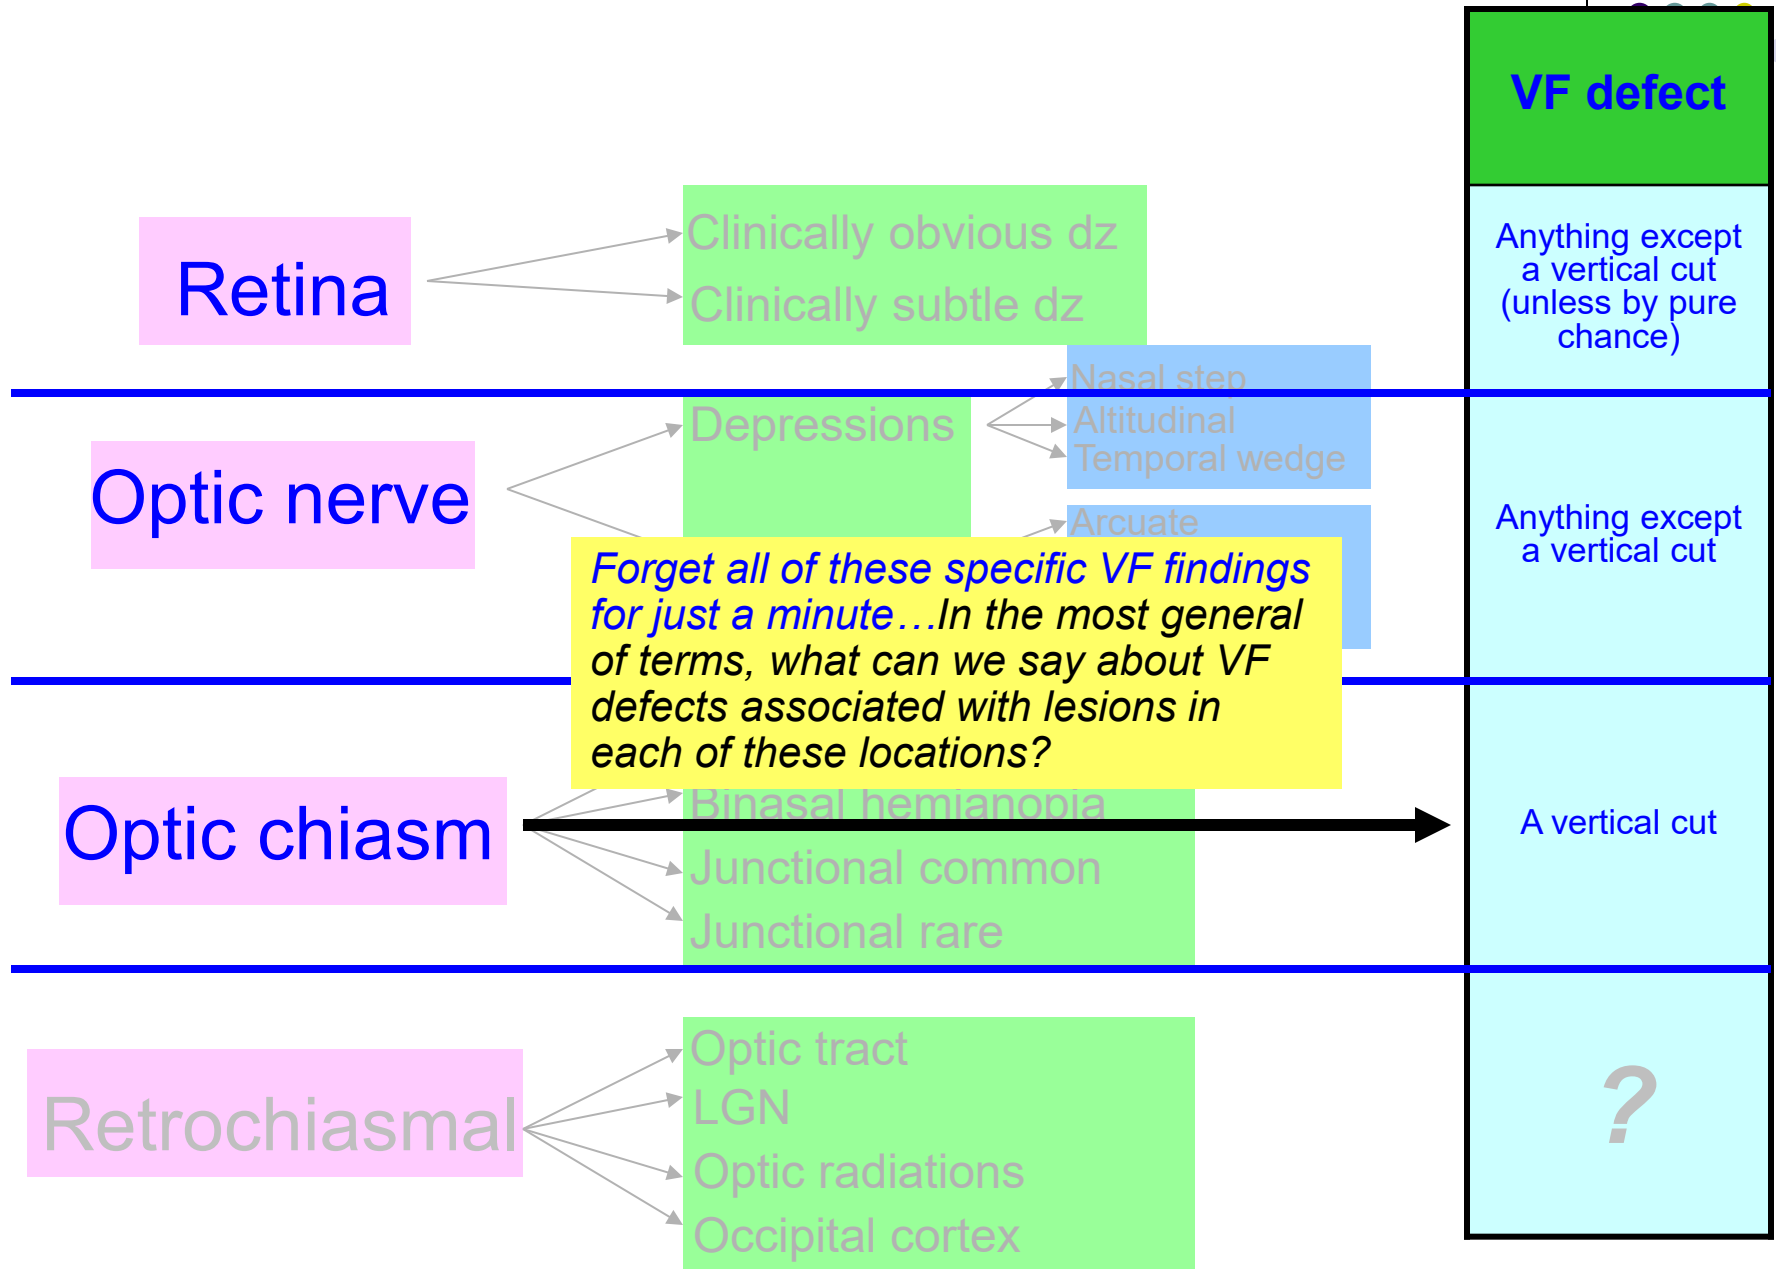 VF defect
Retina
Clinically obvious dz
Clinically subtle dz
Anything except
a vertical cut
(unless by pure
chance)
Optic nerve
Depressions
Nasal step
Altitudinal
Temporal wedge
Arcuate
Anything except
a vertical cut
Forget all of these specific VF findings
for just a minute…In the most general
of terms, what can we say about VF
defects associated with lesions in
each of these locations?
Optic chiasm
Binasal hemianopia
Junctional common
Junctional rare
A vertical cut
Retrochiasmal
Optic tract
LGN
Optic radiations
Occipital cortex
?